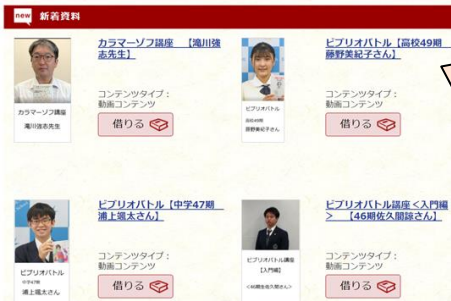 new 新着資料
カラマーゾフ講座 【滝川強
志先生】
コンテンツタイプ：
動画コンテンツ
借りる
カラマーゾフ講座
滝川強志先生
ビブリオバトル【高校49期
藤野美紀子さん】
コンテンツタイプ：
動画コンテンツ
借りる
ビブリオバトル
高校49期
藤野美紀子さん
ビブリオバトル【中学47期
浦上颯太さん】
コンテンツタイプ：
動画コンテンツ
借りる
ビブリオバトル
中学47期
浦上颯太さん
ビブリオバトル講座＜入門編
＞ 【46期佐久間諒さん】
コンテンツタイプ：
動画コンテンツ
借りる
ビブリオバトル講座
【入門編】
＜46期佐久間諒さん＞